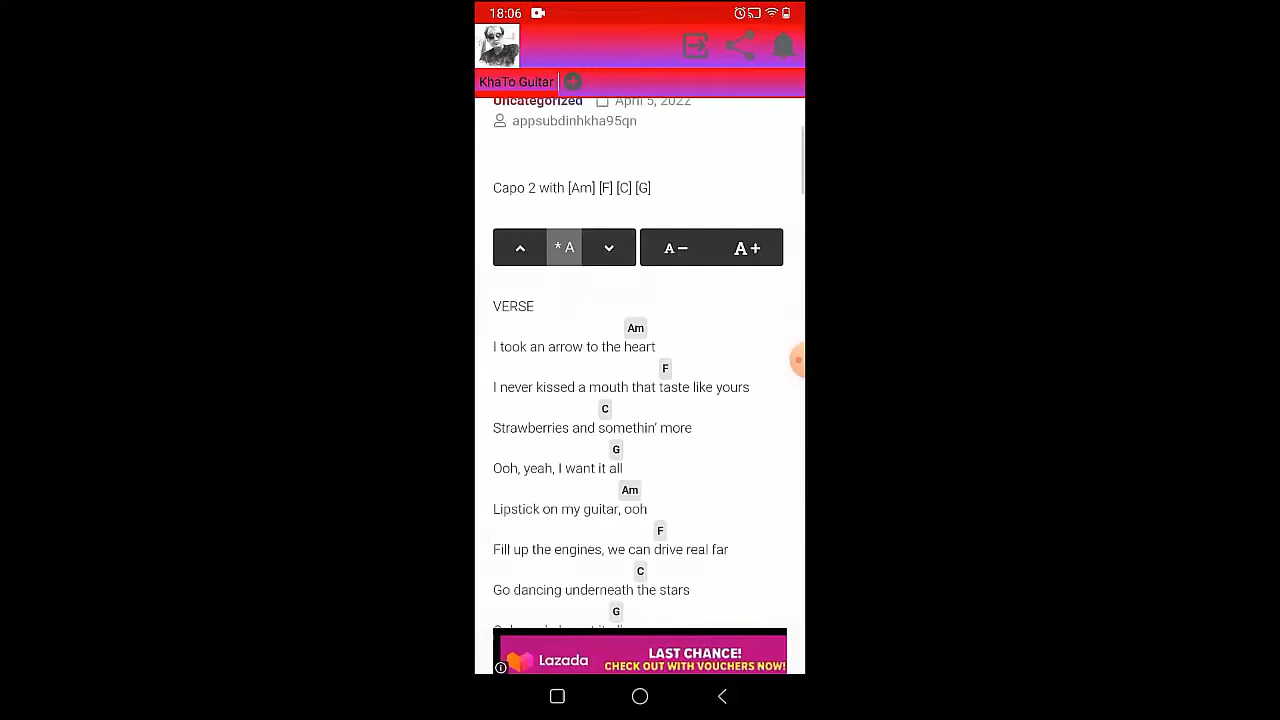 18:06
KhaTo Guitar
Uncategorized April 5, 2022
appsubdinhkha95qn
Capo 2 with [Am] [F] [C] [G]
* A A− A+
VERSE
Am
I took an arrow to the heart
F
I never kissed a mouth that taste like yours
C
Strawberries and somethin’ more
G
Ooh, yeah, I want it all
Am
Lipstick on my guitar, ooh
F
Fill up the engines, we can drive real far
C
Go dancing underneath the stars
G
Lazada
LAST CHANCE!
CHECK OUT WITH VOUCHERS NOW!